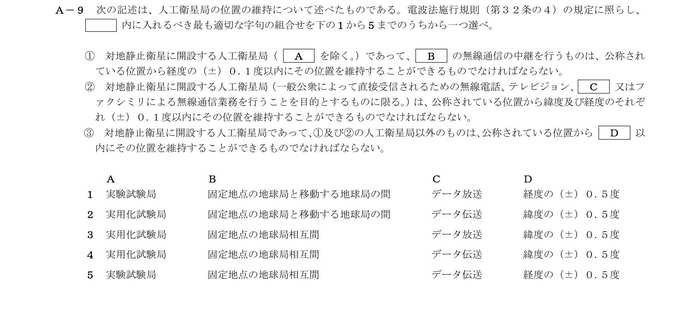 A－9 次の記述は、人工衛星局の位置の維持について述べたものである。電波法施行規則（第３２条の４）の規定に照らし、
内に入れるべき最も適切な字句の組合せを下の１から５までのうちから一つ選べ。
① 対地静止衛星に開設する人工衛星局（ A を除く。）であって、 B の無線通信の中継を行うものは、公称され
ている位置から経度の（±）０．１度以内にその位置を維持することができるものでなければならない。
② 対地静止衛星に開設する人工衛星局（一般公衆によって直接受信されるための無線電話、テレビジョン、 C 又はフ
ァクシミリによる無線通信業務を行うことを目的とするものに限る。）は、公称されている位置から緯度及び経度のそれぞ
れ（±）０．１度以内にその位置を維持することができるものでなければならない。
③ 対地静止衛星に開設する人工衛星局であって、①及び②の人工衛星局以外のものは、公称されている位置から D 以
内にその位置を維持することができるものでなければならない。
A B C D
1 実験試験局 固定地点の地球局と移動する地球局の間 データ放送 経度の（±）０．５度
2 実用化試験局 固定地点の地球局と移動する地球局の間 データ伝送 緯度の（±）０．５度
3 実用化試験局 固定地点の地球局相互間 データ放送 経度の（±）０．５度
4 実用化試験局 固定地点の地球局相互間 データ伝送 緯度の（±）０．５度
5 実験試験局 固定地点の地球局相互間 データ伝送 経度の（±）０．５度